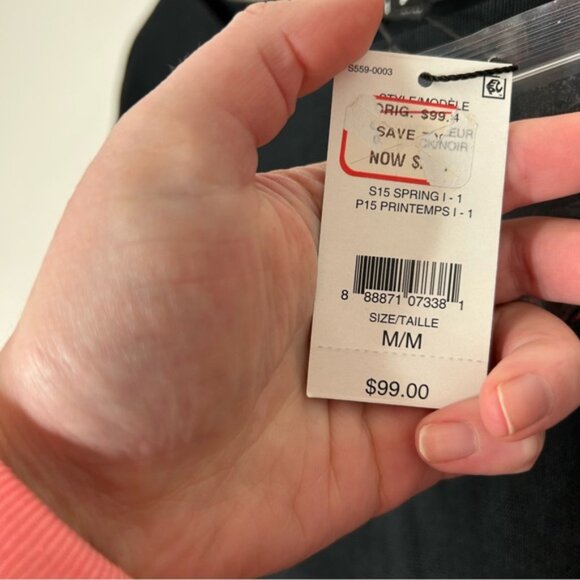 S559-0003
STYLE/MODÈLE
ORIG. $99.
SAVE
NOW $
S15 SPRING I - 1
P15 PRINTEMPS I - 1
8 88871 07338 1
SIZE/TAILLE
M/M
$99.00